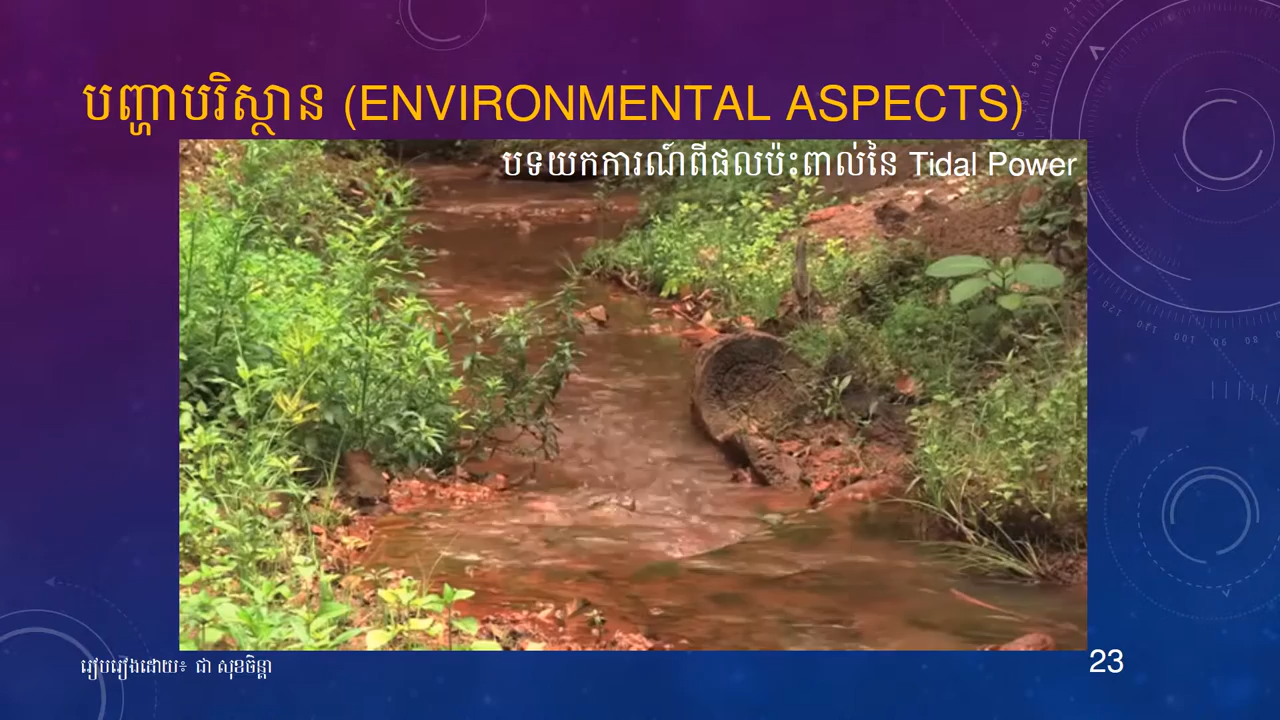 បញ្ហាបរិស្ថាន (ENVIRONMENTAL ASPECTS)
បទយកការណ៍ពីផលប៉ះពាល់នៃ Tidal Power
រៀបរៀងដោយ៖ ជា សុខចិន្តា
23